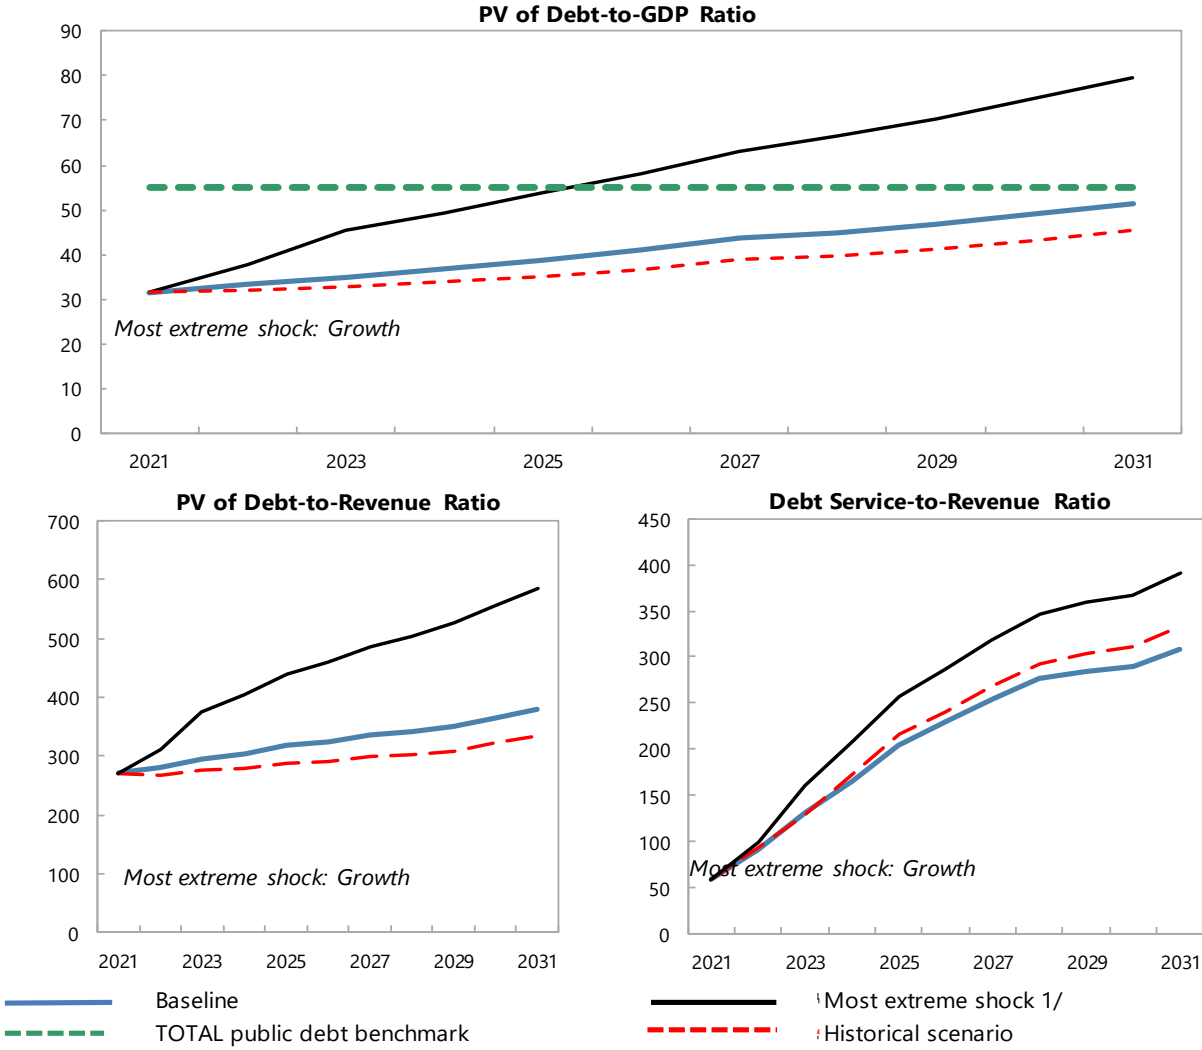 PV of Debt-to-GDP Ratio
90
80
70
60
50
40
30
20
10
0
Most extreme shock: Growth
2021 2023 2025 2027 2029 2031
PV of Debt-to-Revenue Ratio
700
600
500
400
300
200
100
0
Most extreme shock: Growth
2021 2023 2025 2027 2029 2031
Debt Service-to-Revenue Ratio
450
400
350
300
250
200
150
100
50
0
Most extreme shock: Growth
2021 2023 2025 2027 2029 2031
Baseline
Most extreme shock 1/
TOTAL public debt benchmark
Historical scenario